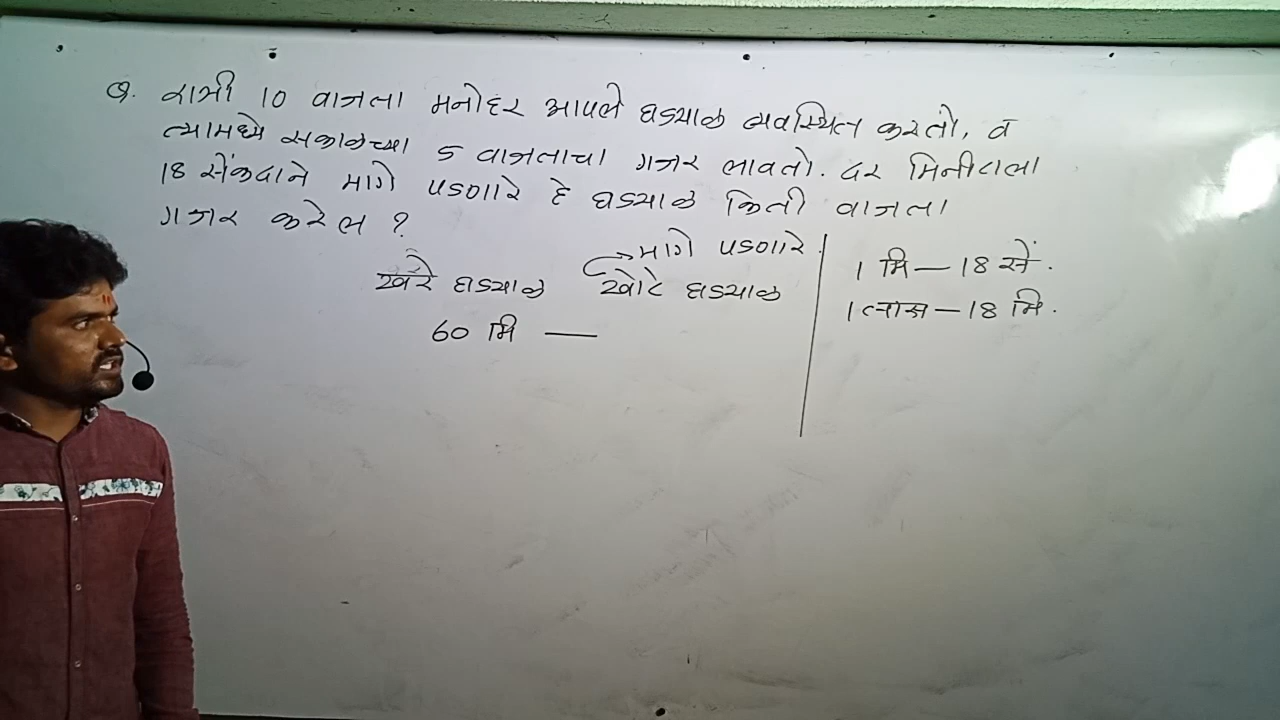 Q. रात्री 10 वाजता मनोहर आपले घड्याळ व्यवस्थित करतो, व
त्यामध्ये सकाळच्या 5 वाजताचा गजर लावतो. दर मिनीटाला
18 सेकंदाने मागे पडणारे हे घड्याळ किती वाजता
गजर करेल ?
मागे पडणारे
खरे घड्याळ खोटे घड्याळ
60 मि —
1 मि — 18 सें.
1 तास — 18 मि.